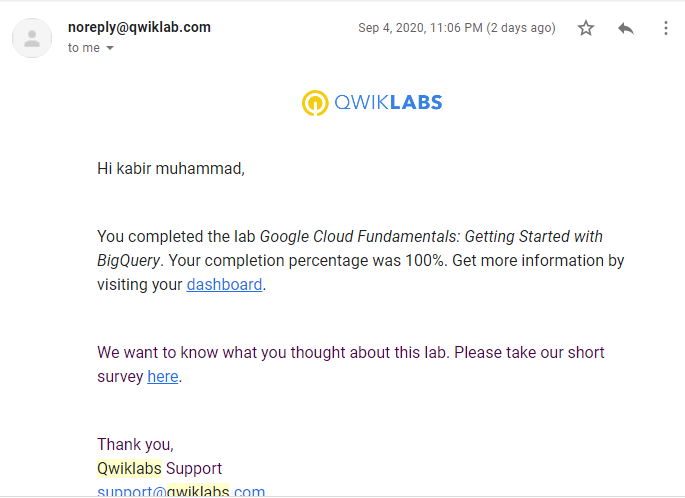 noreply@qwiklab.com
Sep 4, 2020, 11:06 PM (2 days ago)
to me
QWIKLABS
Hi kabir muhammad,
You completed the lab Google Cloud Fundamentals: Getting Started with
BigQuery. Your completion percentage was 100%. Get more information by
visiting your dashboard.
We want to know what you thought about this lab. Please take our short
survey here.
Thank you,
Qwiklabs Support
support@qwiklabs.com